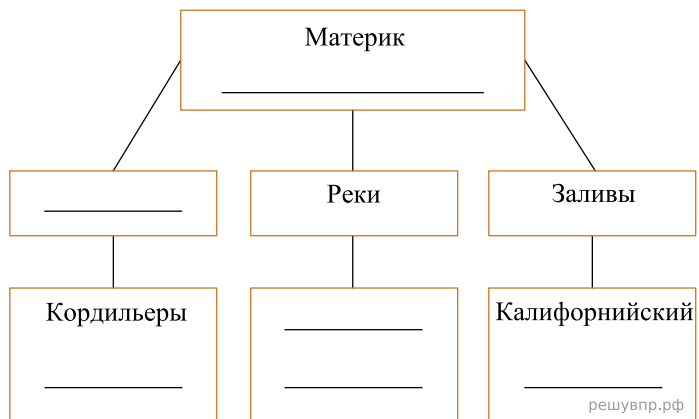 Материк
Реки
Заливы
Кордильеры
Калифорнийский
решувпр.рф